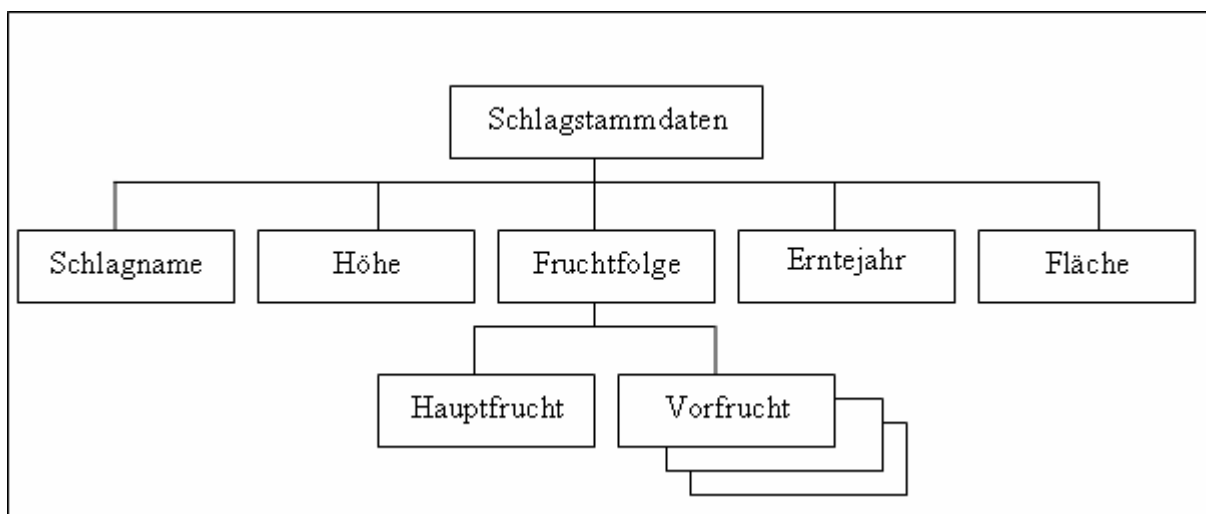 Schlagstammdaten
Schlagname
Höhe
Fruchtfolge
Erntejahr
Fläche
Hauptfrucht
Vorfrucht